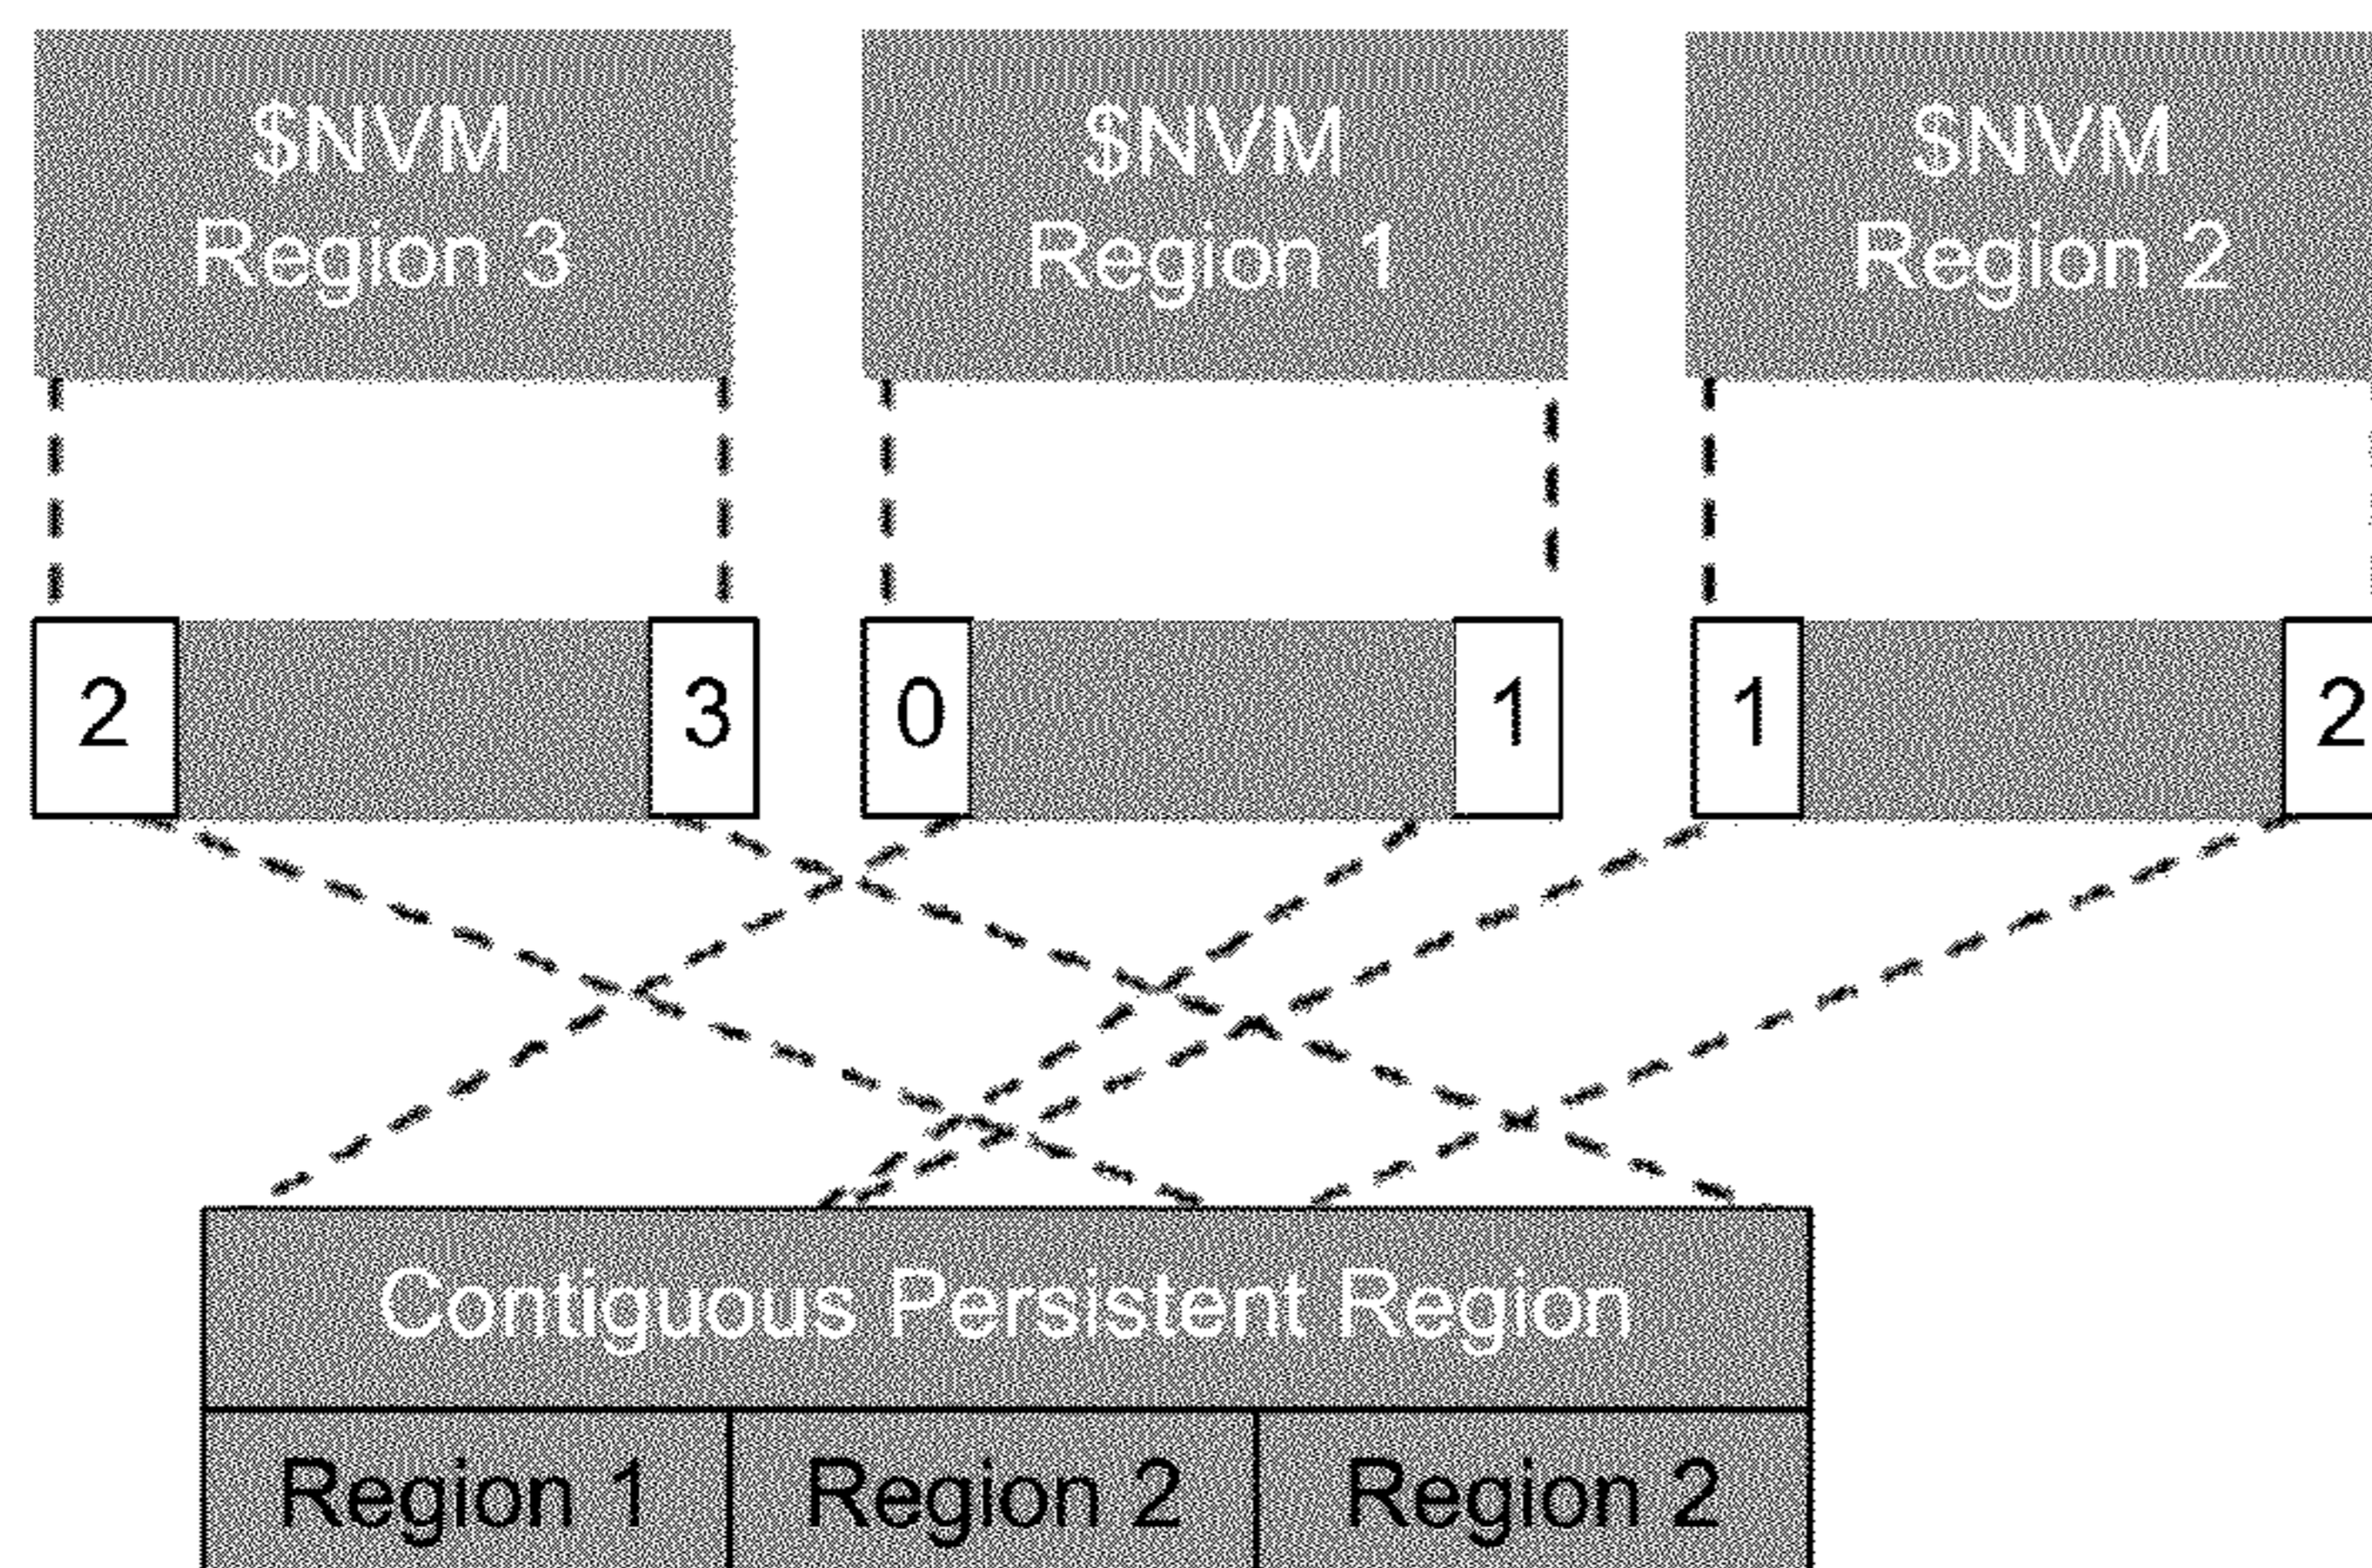 $NVM
Region 3
$NVM
Region 1
$NVM
Region 2
2 3 0 1 1 2
Contiguous Persistent Region
Region 1 Region 2 Region 2